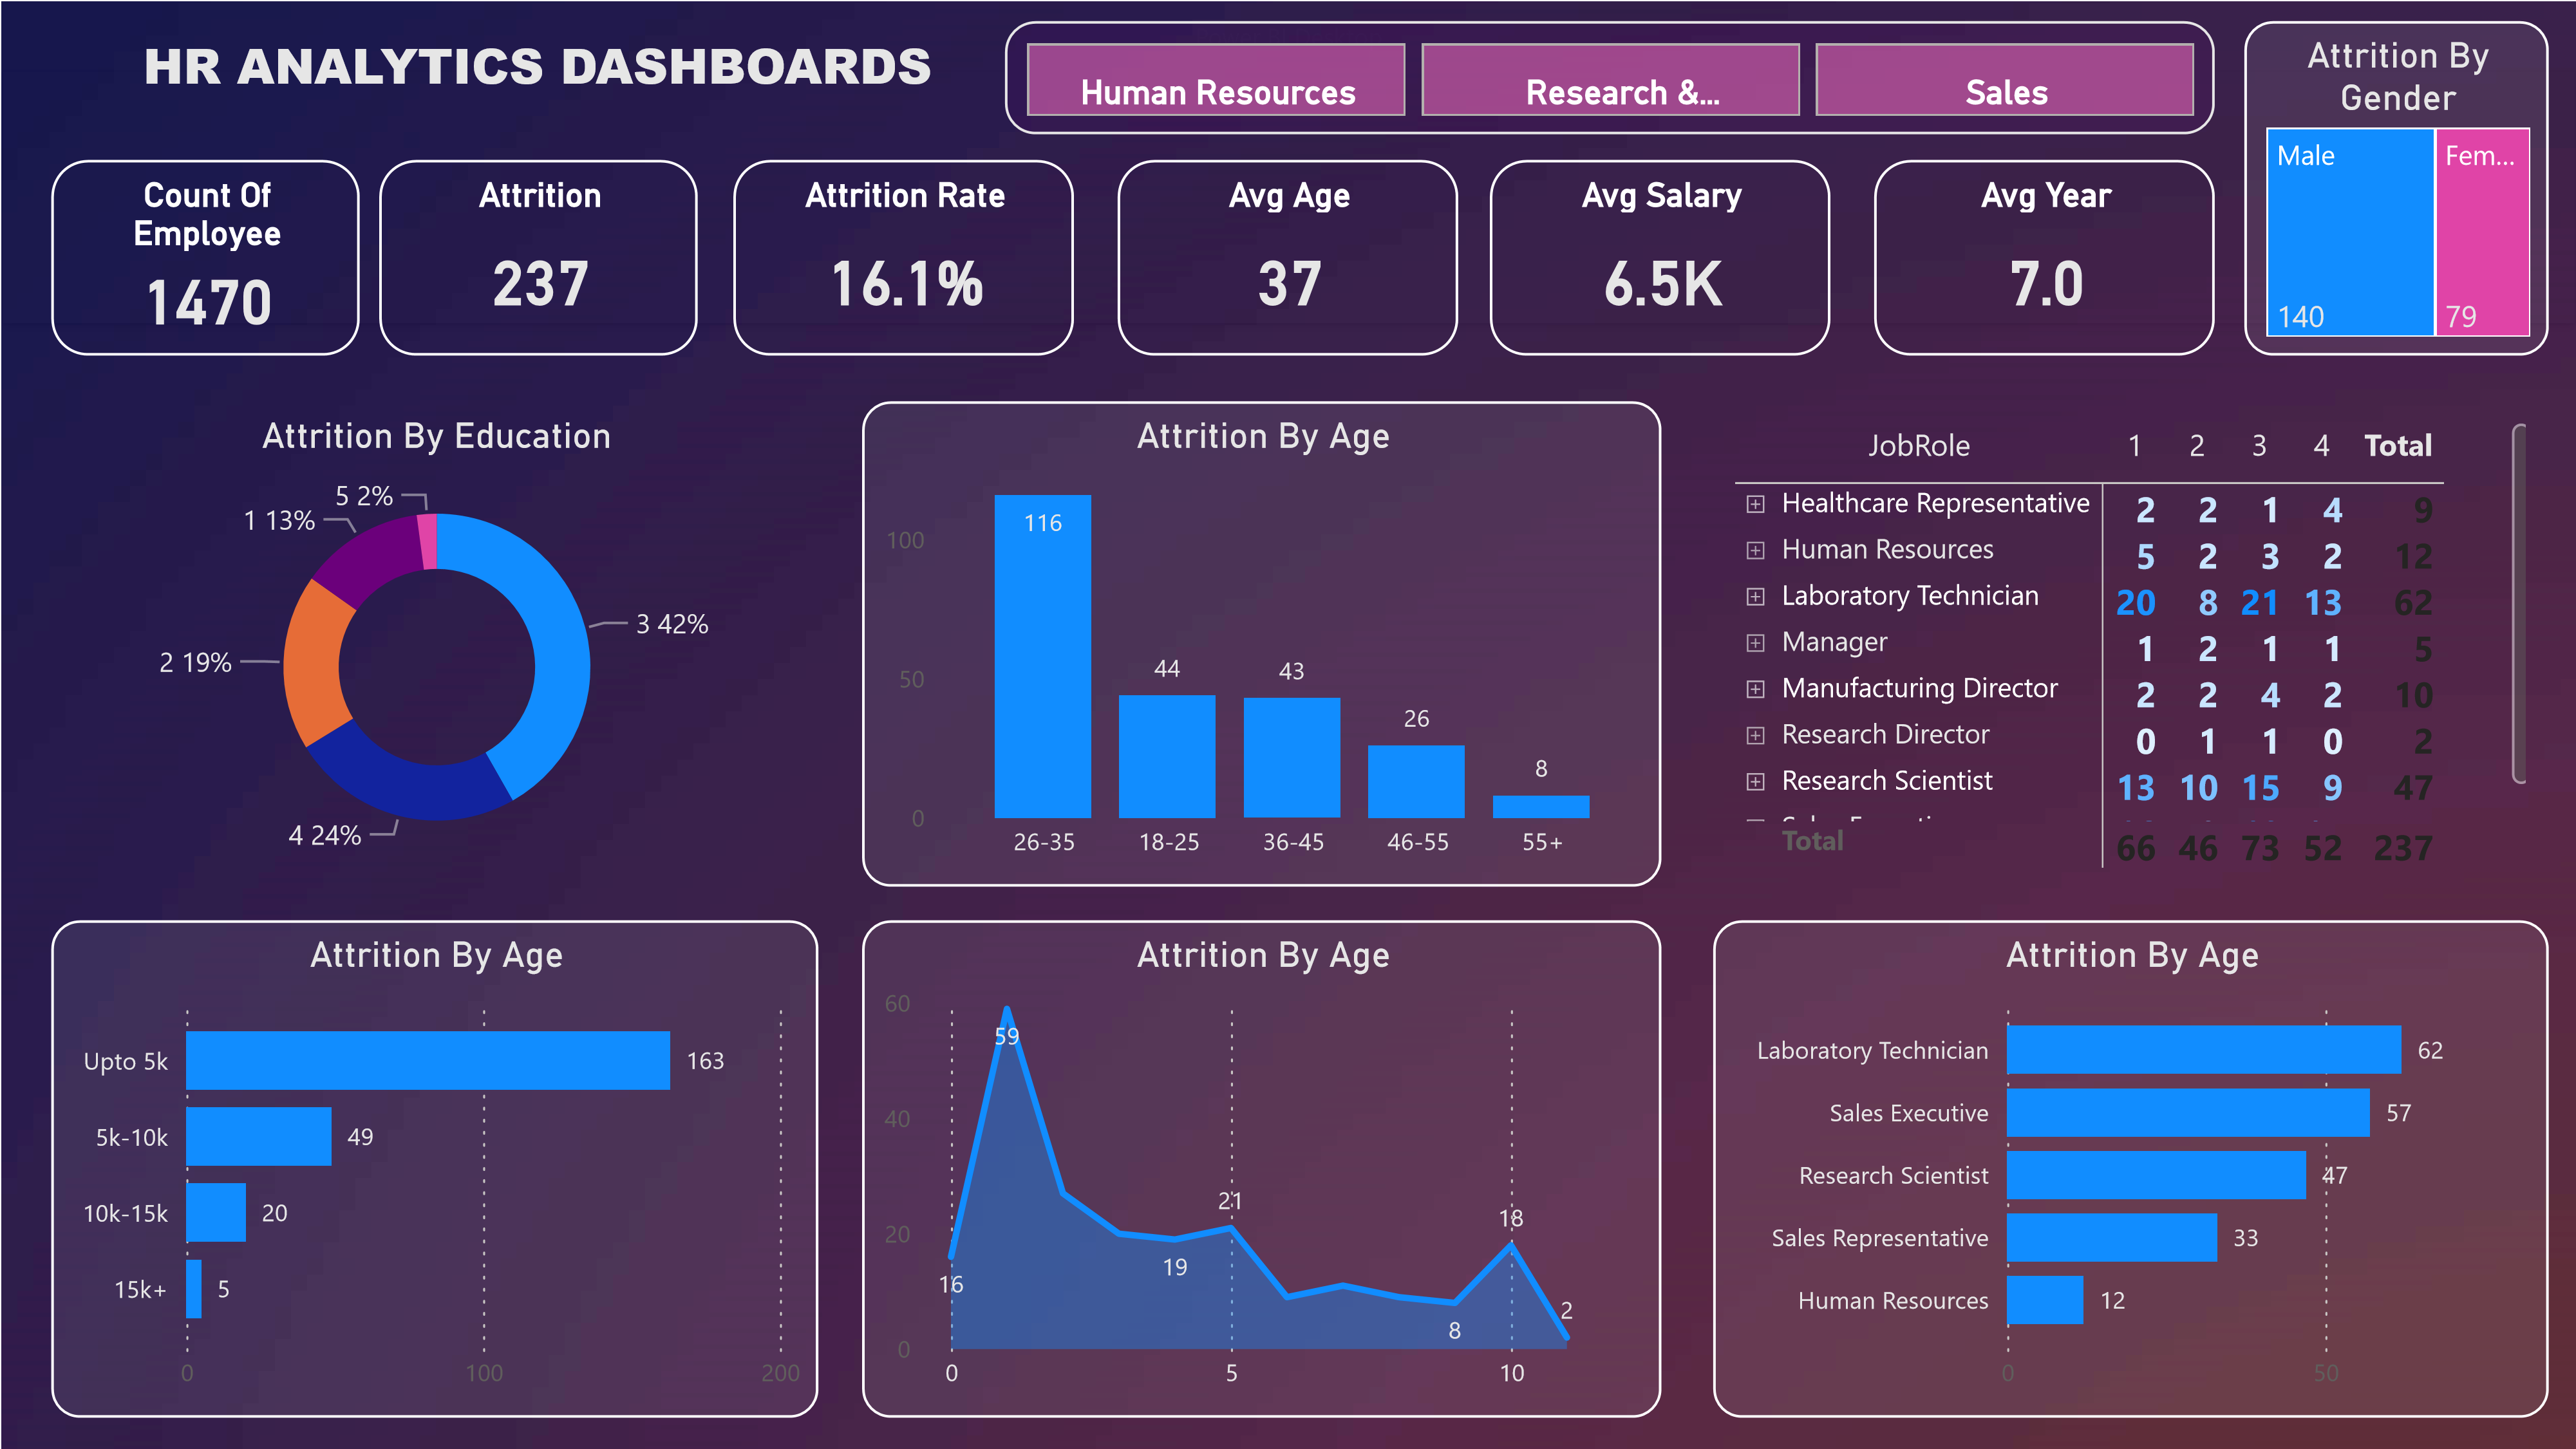 HR ANALYTICS DASHBOARDS
Human Resources
Research &...
Sales
Attrition By
Gender
Male
Fem...
140
79
Count Of
Employee
1470
Attrition
237
Attrition Rate
16.1%
Avg Age
37
Avg Salary
6.5K
Avg Year
7.0
Attrition By Education
5 2%
1 13%
3 42%
2 19%
4 24%
Attrition By Age
100
50
0
116
44
43
26
8
26-35
18-25
36-45
46-55
55+
JobRole 1 2 3 4 Total
Healthcare Representative 2 2 1 4 9
Human Resources 5 2 3 2 12
Laboratory Technician 20 8 21 13 62
Manager 1 2 1 1 5
Manufacturing Director 2 2 4 2 10
Research Director 0 1 1 0 2
Research Scientist 13 10 15 9 47
Total 66 46 73 52 237
Attrition By Age
Upto 5k 163
5k-10k 49
10k-15k 20
15k+ 5
0 100 200
Attrition By Age
60
40
20
0
59
16
19
21
8
18
2
0 5 10
Attrition By Age
Laboratory Technician 62
Sales Executive 57
Research Scientist 47
Sales Representative 33
Human Resources 12
0 50